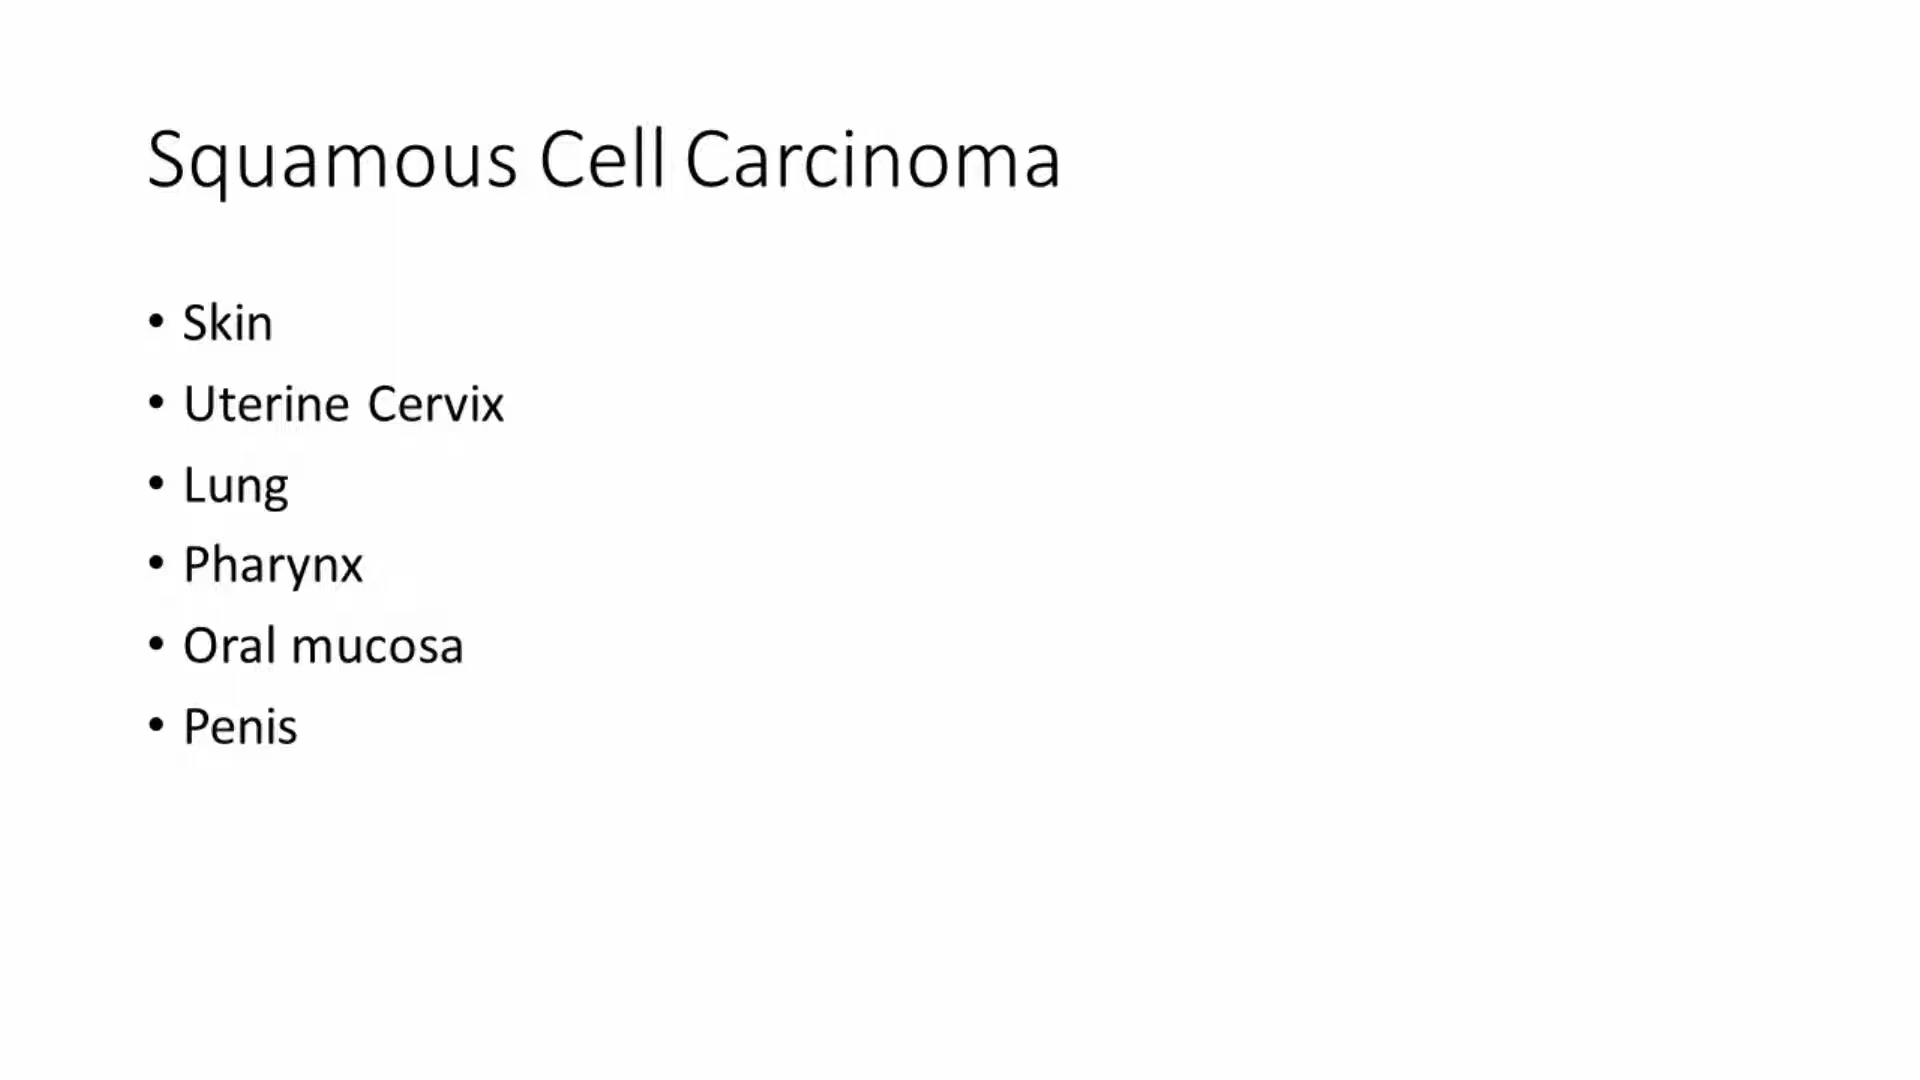 Squamous Cell Carcinoma
• Skin
• Uterine Cervix
• Lung
• Pharynx
• Oral mucosa
• Penis